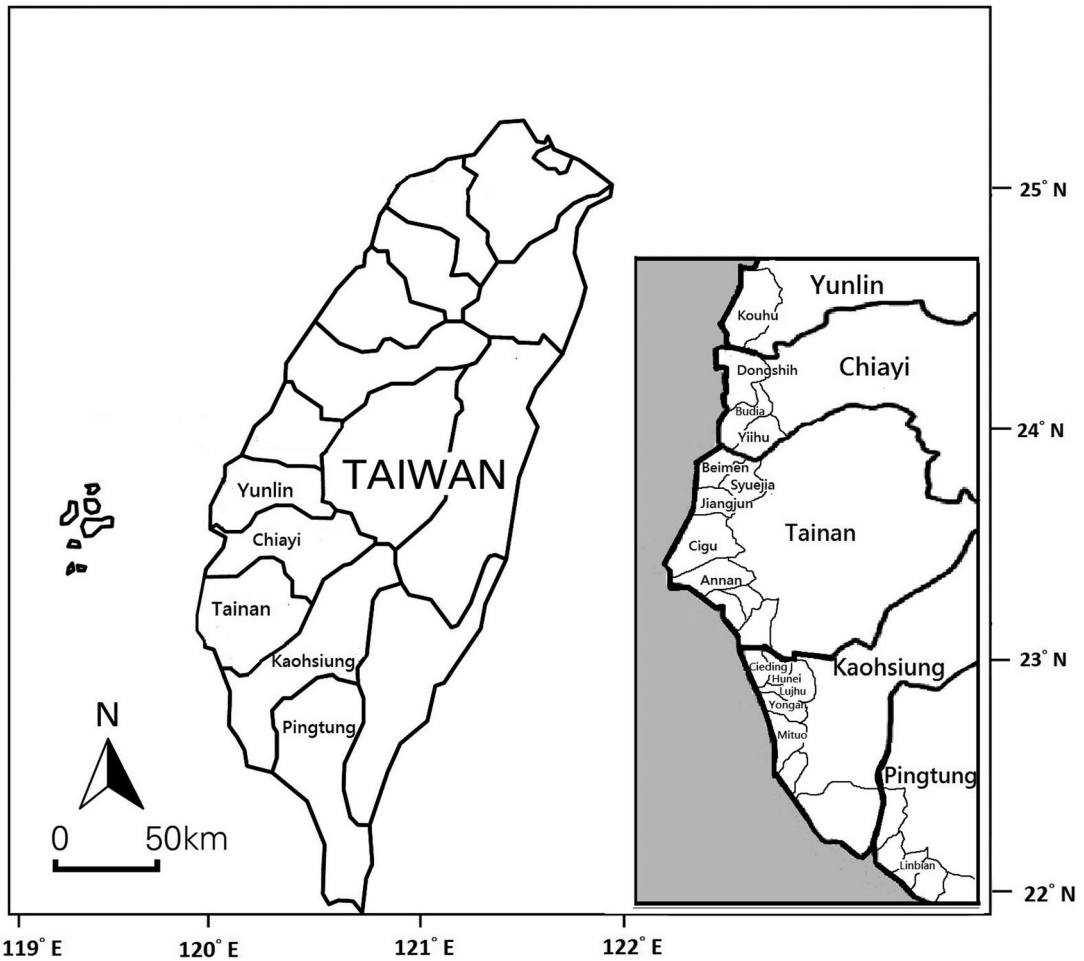 25° N
24° N
23° N
22° N
119° E
120° E
121° E
122° E
TAIWAN
Yunlin
Chiayi
Tainan
Kaohsiung
Pingtung
N
0 50km
Yunlin
Kouhu
Chiayi
Dongshih
Budia
Yiihu
Beimen
Syuejia
Jiangjun
Tainan
Cigu
Annan
Kaohsiung
Cieding
Hunei
Lujhu
Yongan
Mituo
Pingtung
Linbian